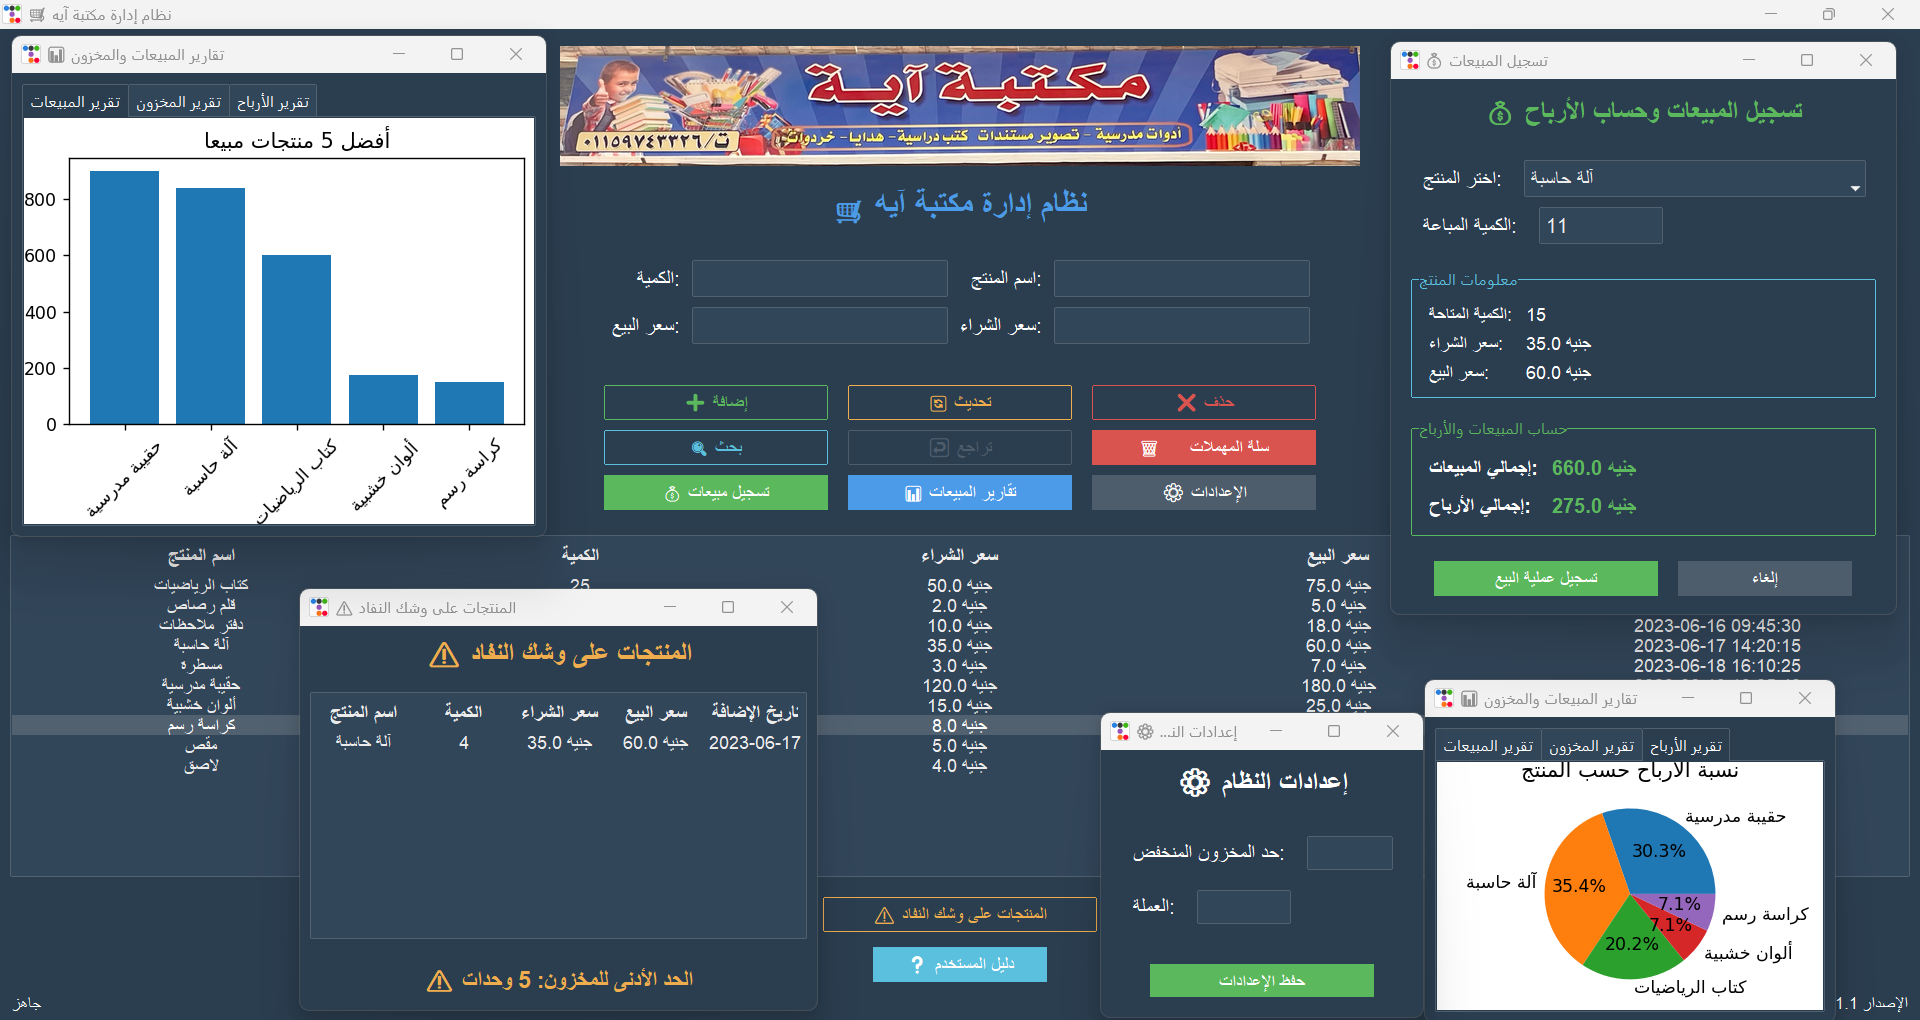 نظام إدارة مكتبة آيه
تقارير المبيعات والمخزون
تقرير المبيعات
تقرير المخزون
تقرير الأرباح
أفضل 5 منتجات مبيعا
800
600
400
200
0
حقيبة مدرسية
آلة حاسبة
كتاب الرياضيات
ألوان خشبية
كراسة رسم
مكتبة آية
أدوات مدرسية - تصوير مستندات كتب دراسية - هدايا - خردوات
ت/٠١١٥٩٧٤٣٣٢٦
نظام إدارة مكتبة آيه
اسم المنتج:
الكمية:
سعر الشراء:
سعر البيع:
إضافة
تحديث
حذف
بحث
تراجع
سلة المهملات
تسجيل مبيعات
تقارير المبيعات
الإعدادات
تسجيل المبيعات
تسجيل المبيعات وحساب الأرباح
اختر المنتج: آلة حاسبة
الكمية المباعة: 11
معلومات المنتج
الكمية المتاحة: 15
سعر الشراء: 35.0 جنيه
سعر البيع: 60.0 جنيه
حساب المبيعات والأرباح
إجمالي المبيعات: 660.0 جنيه
إجمالي الأرباح: 275.0 جنيه
تسجيل عملية البيع
إلغاء
اسم المنتج الكمية سعر الشراء سعر البيع
كتاب الرياضيات 25 50.0 جنيه 75.0 جنيه
قلم رصاص 2.0 جنيه 5.0 جنيه
دفتر ملاحظات 10.0 جنيه 18.0 جنيه 2023-06-16 09:45:30
آلة حاسبة 35.0 جنيه 60.0 جنيه 2023-06-17 14:20:15
مسطرة 3.0 جنيه 7.0 جنيه 2023-06-18 16:10:25
حقيبة مدرسية 120.0 جنيه 180.0 جنيه
ألوان خشبية 15.0 جنيه 25.0 جنيه
كراسة رسم 8.0 جنيه
مقص 5.0 جنيه
لاصق 4.0 جنيه
المنتجات على وشك النفاد
المنتجات على وشك النفاد
اسم المنتج الكمية سعر الشراء سعر البيع تاريخ الإضافة
آلة حاسبة 4 35.0 جنيه 60.0 جنيه 2023-06-17
الحد الأدنى للمخزون: 5 وحدات
المنتجات على وشك النفاد
دليل المستخدم ?
إعدادات الن...
إعدادات النظام
حد المخزون المنخفض:
العملة:
حفظ الإعدادات
تقارير المبيعات والمخزون
تقرير المبيعات
تقرير المخزون
تقرير الأرباح
نسبة الأرباح حسب المنتج
حقيبة مدرسية
30.3%
آلة حاسبة
35.4%
كتاب الرياضيات
20.2%
ألوان خشبية
7.1%
كراسة رسم
7.1%
جاهز
الإصدار 1.1